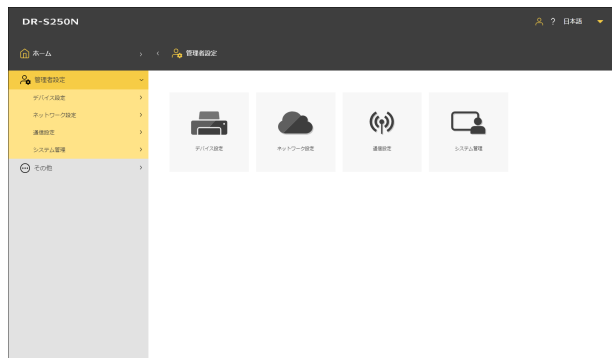 DR-S250N
? 日本語
ホーム
管理者設定
管理者設定
デバイス設定
ネットワーク設定
通信設定
システム管理
その他
デバイス設定
ネットワーク設定
通信設定
システム管理